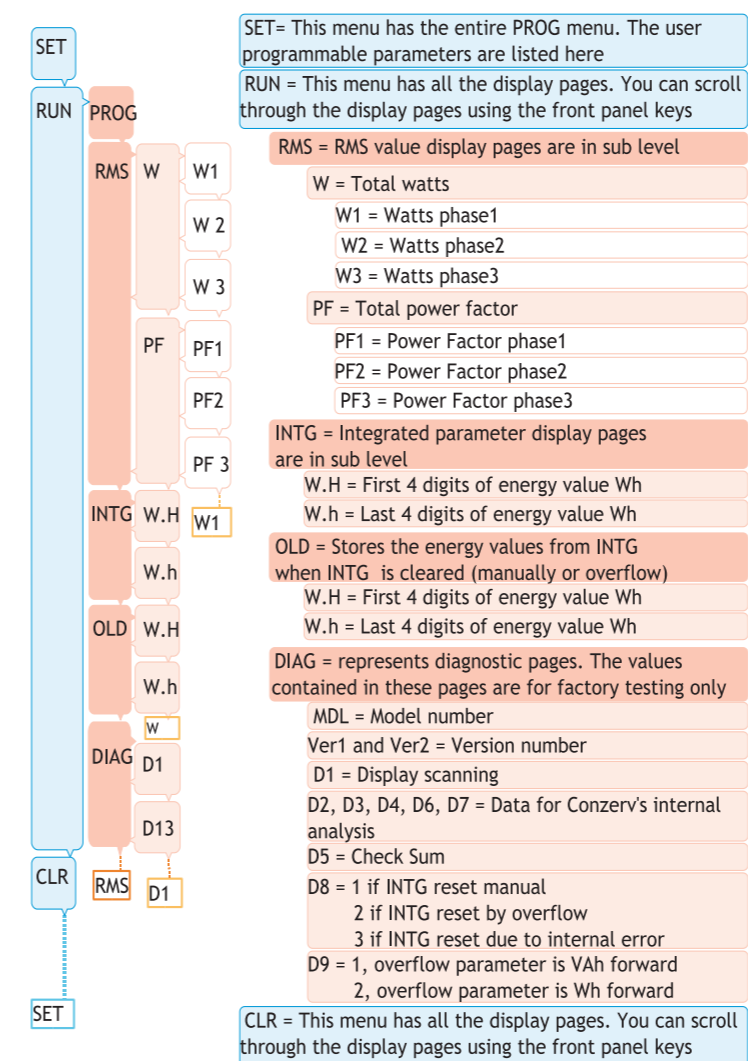 SET
SET= This menu has the entire PROG menu. The user
programmable parameters are listed here
RUN
PROG
RUN = This menu has all the display pages. You can scroll
through the display pages using the front panel keys
RMS
W
W1
W 2
W 3
PF
PF1
PF2
PF 3
W1
INTG
W.H
W.h
OLD
W.H
W.h
W
DIAG
D1
D13
RMS
D1
CLR
SET
RMS = RMS value display pages are in sub level
W = Total watts
W1 = Watts phase1
W2 = Watts phase2
W3 = Watts phase3
PF = Total power factor
PF1 = Power Factor phase1
PF2 = Power Factor phase2
PF3 = Power Factor phase3
INTG = Integrated parameter display pages
are in sub level
W.H = First 4 digits of energy value Wh
W.h = Last 4 digits of energy value Wh
OLD = Stores the energy values from INTG
when INTG is cleared (manually or overflow)
W.H = First 4 digits of energy value Wh
W.h = Last 4 digits of energy value Wh
DIAG = represents diagnostic pages. The values
contained in these pages are for factory testing only
MDL = Model number
Ver1 and Ver2 = Version number
D1 = Display scanning
D2, D3, D4, D6, D7 = Data for Conzerv's internal
analysis
D5 = Check Sum
D8 = 1 if INTG reset manual
2 if INTG reset by overflow
3 if INTG reset due to internal error
D9 = 1, overflow parameter is VAh forward
2, overflow parameter is Wh forward
CLR = This menu has all the display pages. You can scroll
through the display pages using the front panel keys